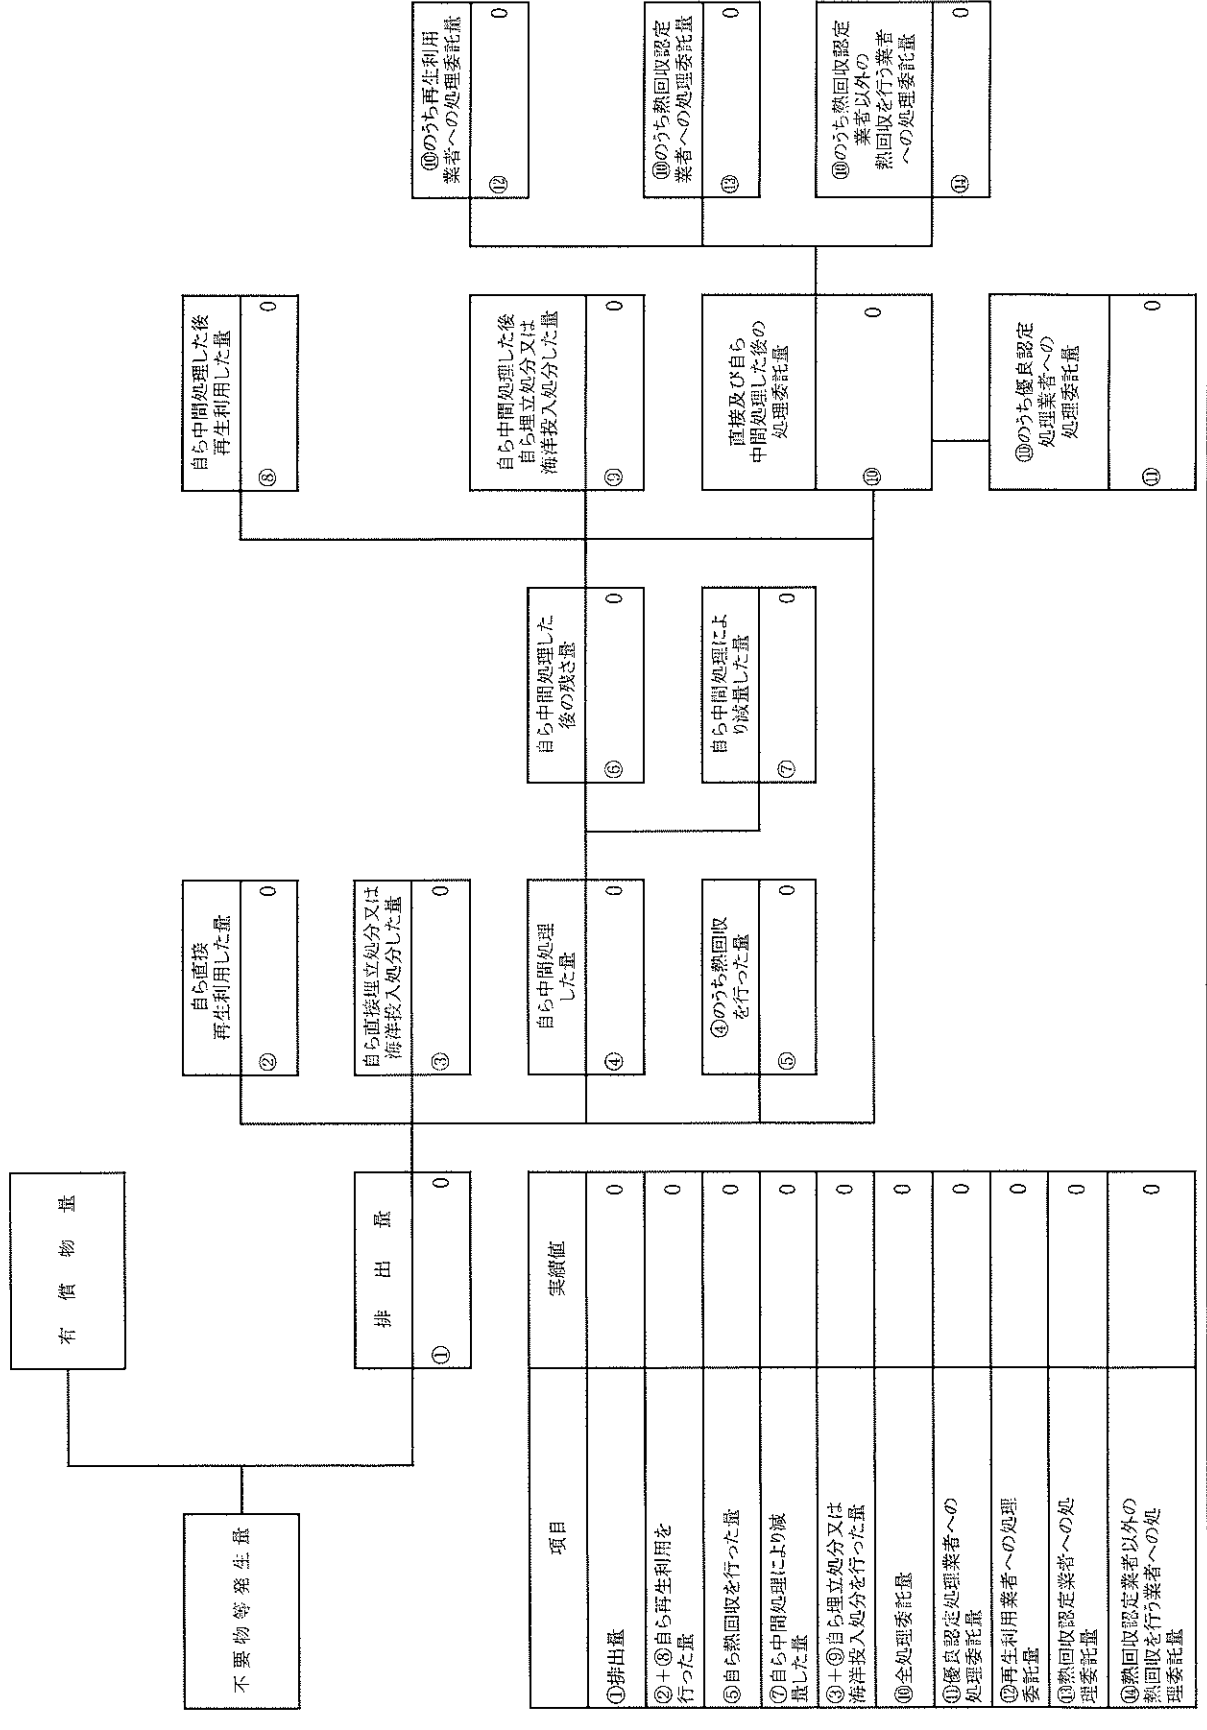 不要物等発生量
有償物量
排出量
① 0
自ら直接
再生利用した量
② 0
自ら直接埋立処分又は
海洋投入処分した量
③ 0
自ら中間処理
した量
④ 0
④のうち熱回収
を行った量
⑤ 0
自ら中間処理した
後の残さ量
⑥ 0
自ら中間処理によ
り減量した量
⑦ 0
自ら中間処理した後
再生利用した量
⑧ 0
自ら中間処理した後
自ら埋立処分又は
海洋投入処分した量
⑨ 0
直接及び自ら
中間処理した後の
処理委託量
⑩ 0
⑩のうち優良認定
処理業者への
処理委託量
⑪ 0
⑩のうち再生利用
業者への処理委託量
⑫ 0
⑩のうち熱回収認定
業者への処理委託量
⑬ 0
⑩のうち熱回収認定
業者以外の
熱回収を行う業者
への処理委託量
⑭ 0
項目 実績値
①排出量 0
②+⑧自ら再生利用を
行った量 0
⑤自ら熱回収を行った量 0
⑦自ら中間処理により減
量した量 0
③+⑨自ら埋立処分又は
海洋投入処分を行った量 0
⑩全処理委託量 0
⑪優良認定処理業者への
処理委託量 0
⑫再生利用業者への処理
委託量 0
⑬熱回収認定業者への処
理委託量 0
⑭熱回収認定業者以外の
熱回収を行う業者への処
理委託量 0